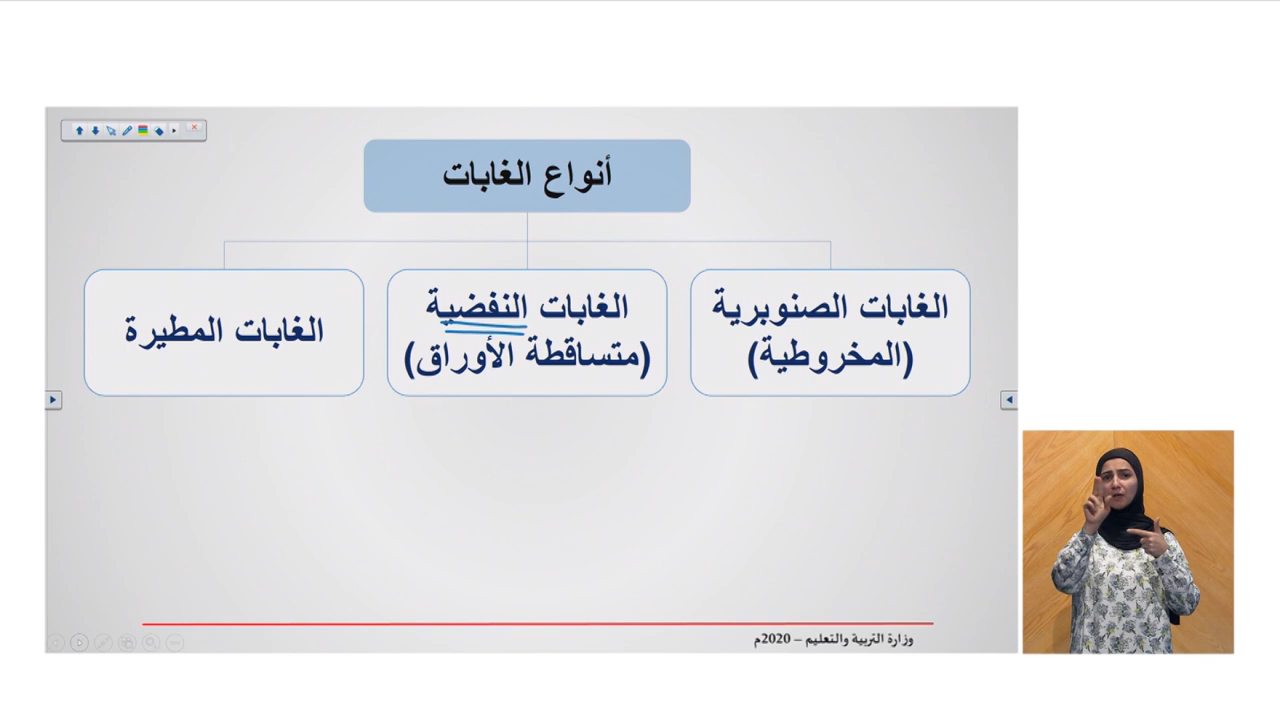 أنواع الغابات
الغابات الصنوبرية
(المخروطية)
الغابات النفضية
(متساقطة الأوراق)
الغابات المطيرة
وزارة التربية والتعليم – 2020م